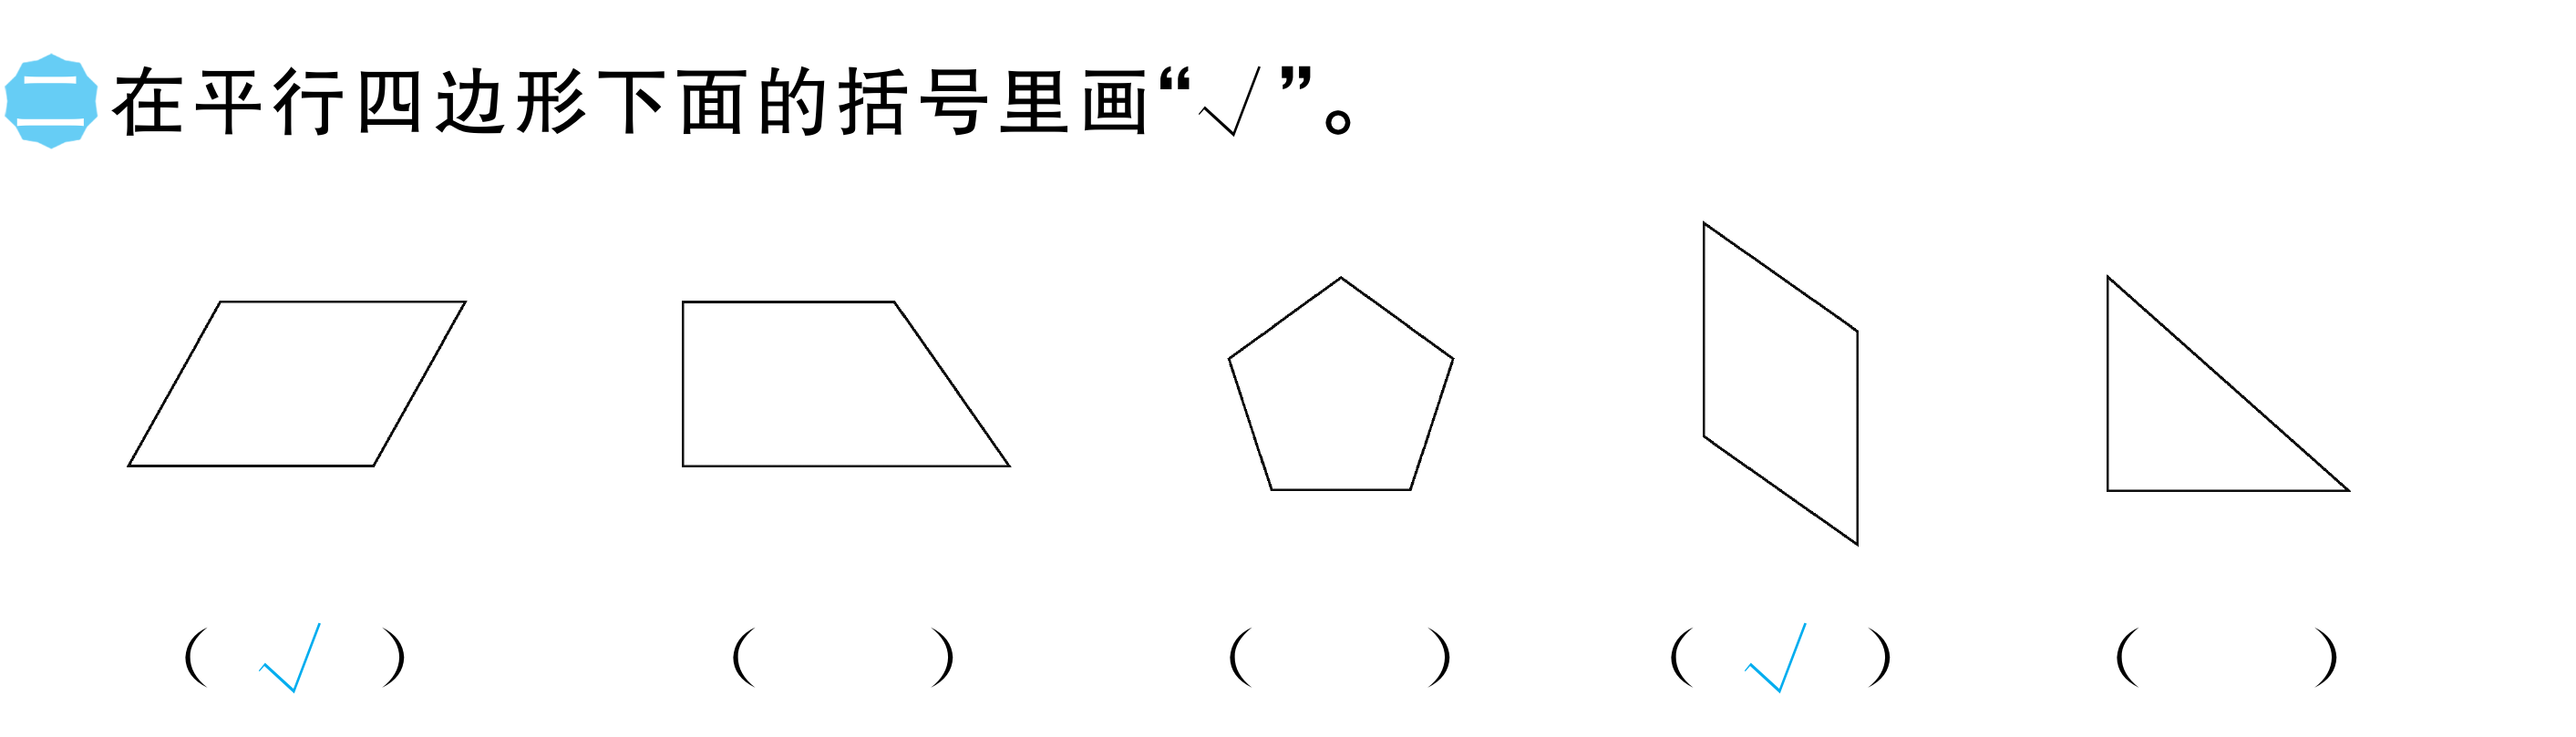 二 在平行四边形下面的括号里画“√”。
(√) ( ) ( ) (√) ( )